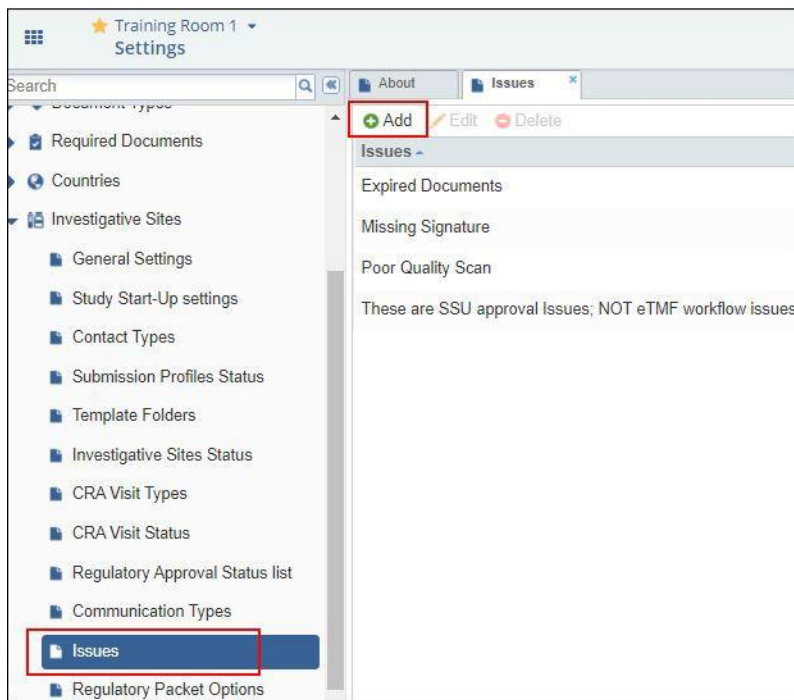 Training Room 1
Settings
Search
About
Issues
Document Types
Add
Edit
Delete
Required Documents
Issues
Countries
Expired Documents
Investigative Sites
Missing Signature
General Settings
Poor Quality Scan
Study Start-Up settings
These are SSU approval Issues; NOT eTMF workflow issues
Contact Types
Submission Profiles Status
Template Folders
Investigative Sites Status
CRA Visit Types
CRA Visit Status
Regulatory Approval Status list
Communication Types
Issues
Regulatory Packet Options